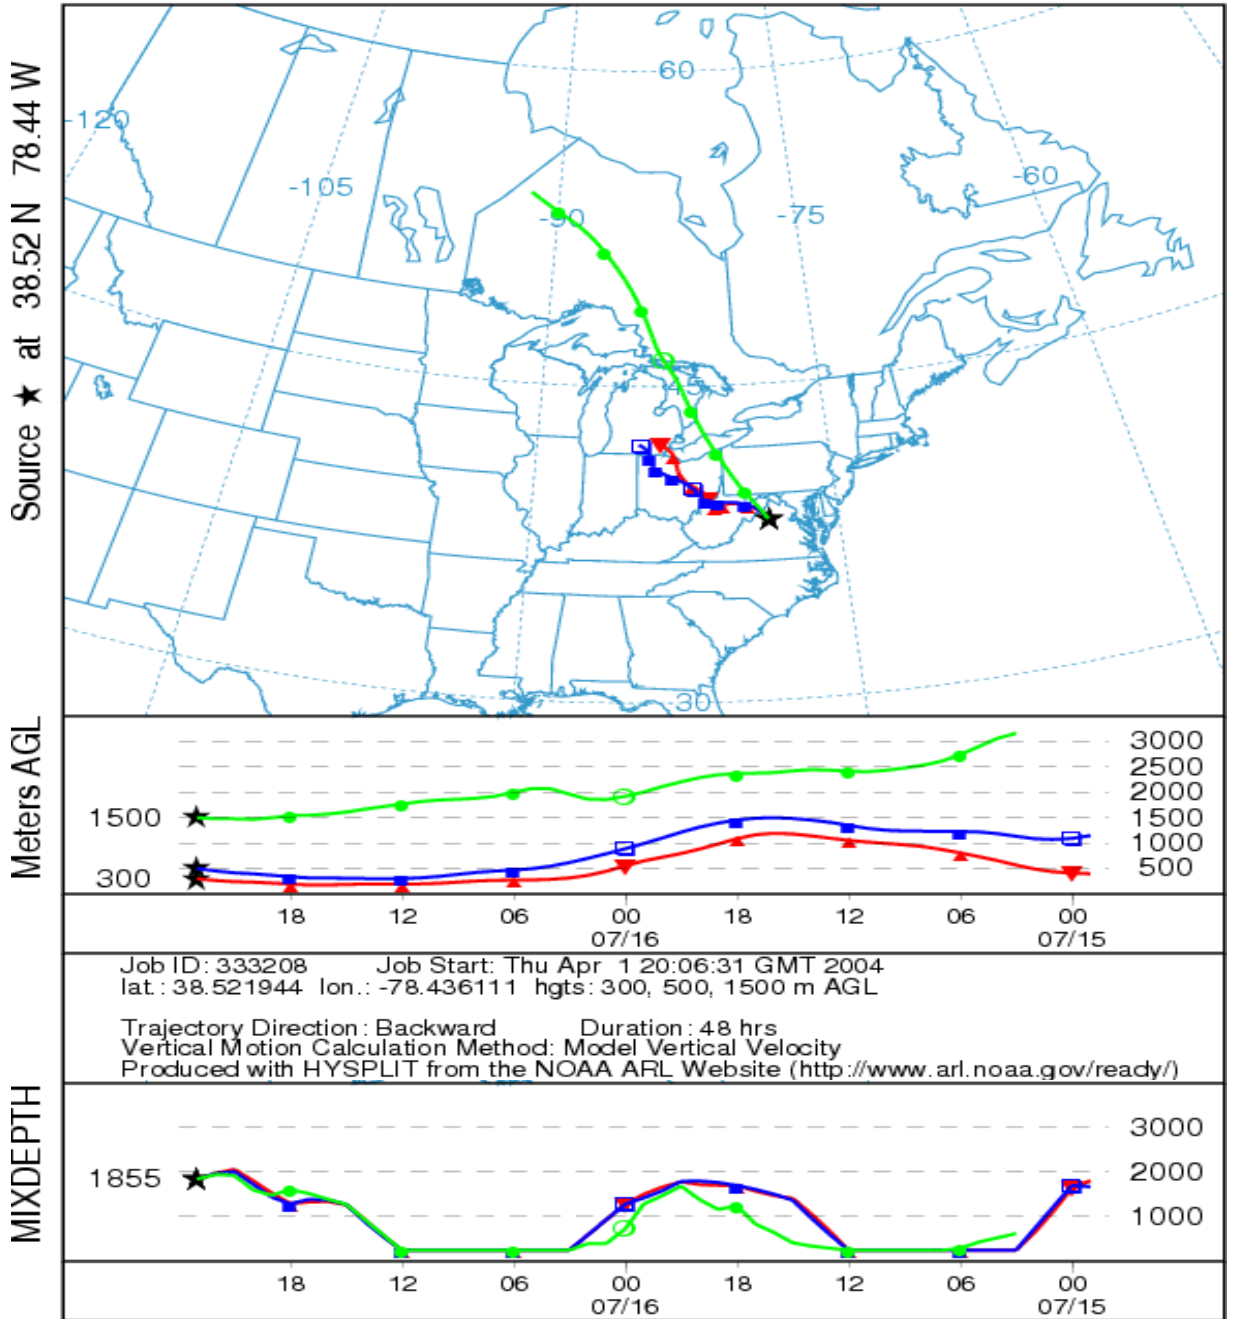 Source ★ at 38.52 N 78.44 W
60
-120
-105
-60
-90
-75
45
-30
Meters AGL
3000
2500
2000
1500
1500
1000
500
300
18 12 06 00 18 12 06 00
07/16 07/15
Job ID: 333208 Job Start: Thu Apr 1 20:06:31 GMT 2004
lat.: 38.521944 lon.: -78.436111 hgts: 300, 500, 1500 m AGL
Trajectory Direction: Backward Duration: 48 hrs
Vertical Motion Calculation Method: Model Vertical Velocity
Produced with HYSPLIT from the NOAA ARL Website (http://www.arl.noaa.gov/ready/)
MIXDEPTH
3000
1855
2000
1000
18 12 06 00 18 12 06 00
07/16 07/15